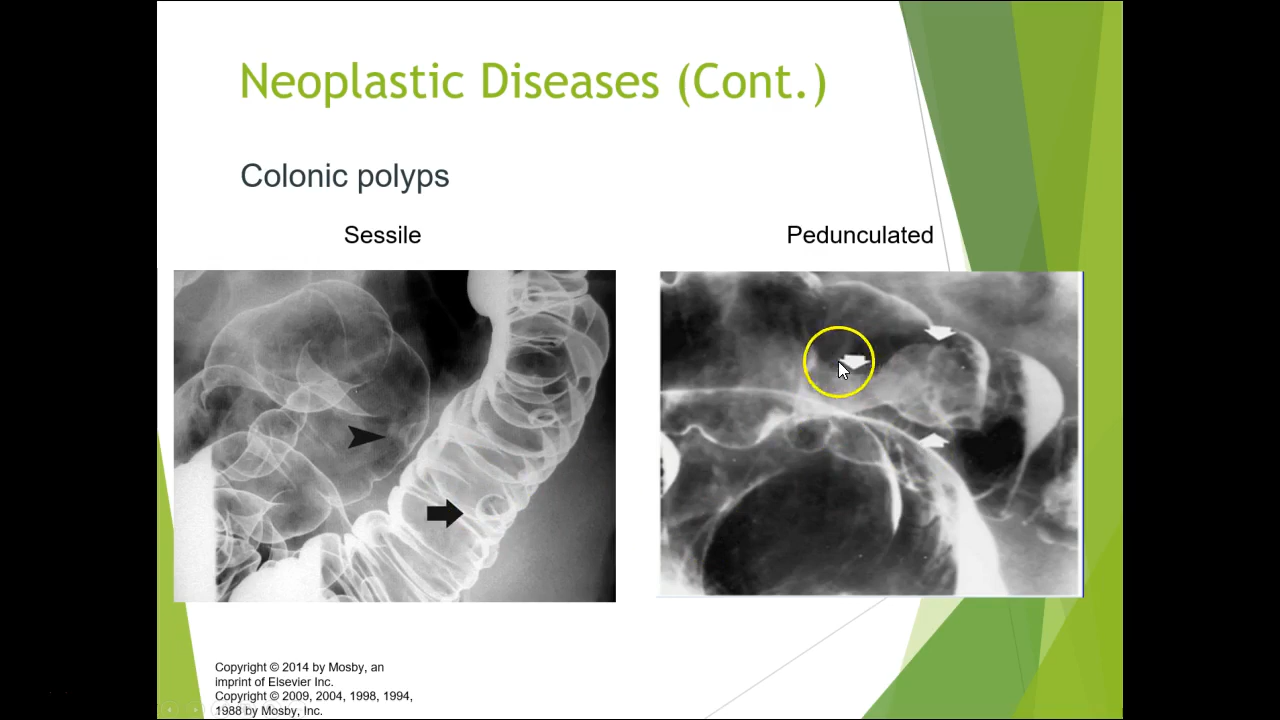 Neoplastic Diseases (Cont.)
Colonic polyps
Sessile
Pedunculated
Copyright © 2014 by Mosby, an
imprint of Elsevier Inc.
Copyright © 2009, 2004, 1998, 1994,
1988 by Mosby, Inc.